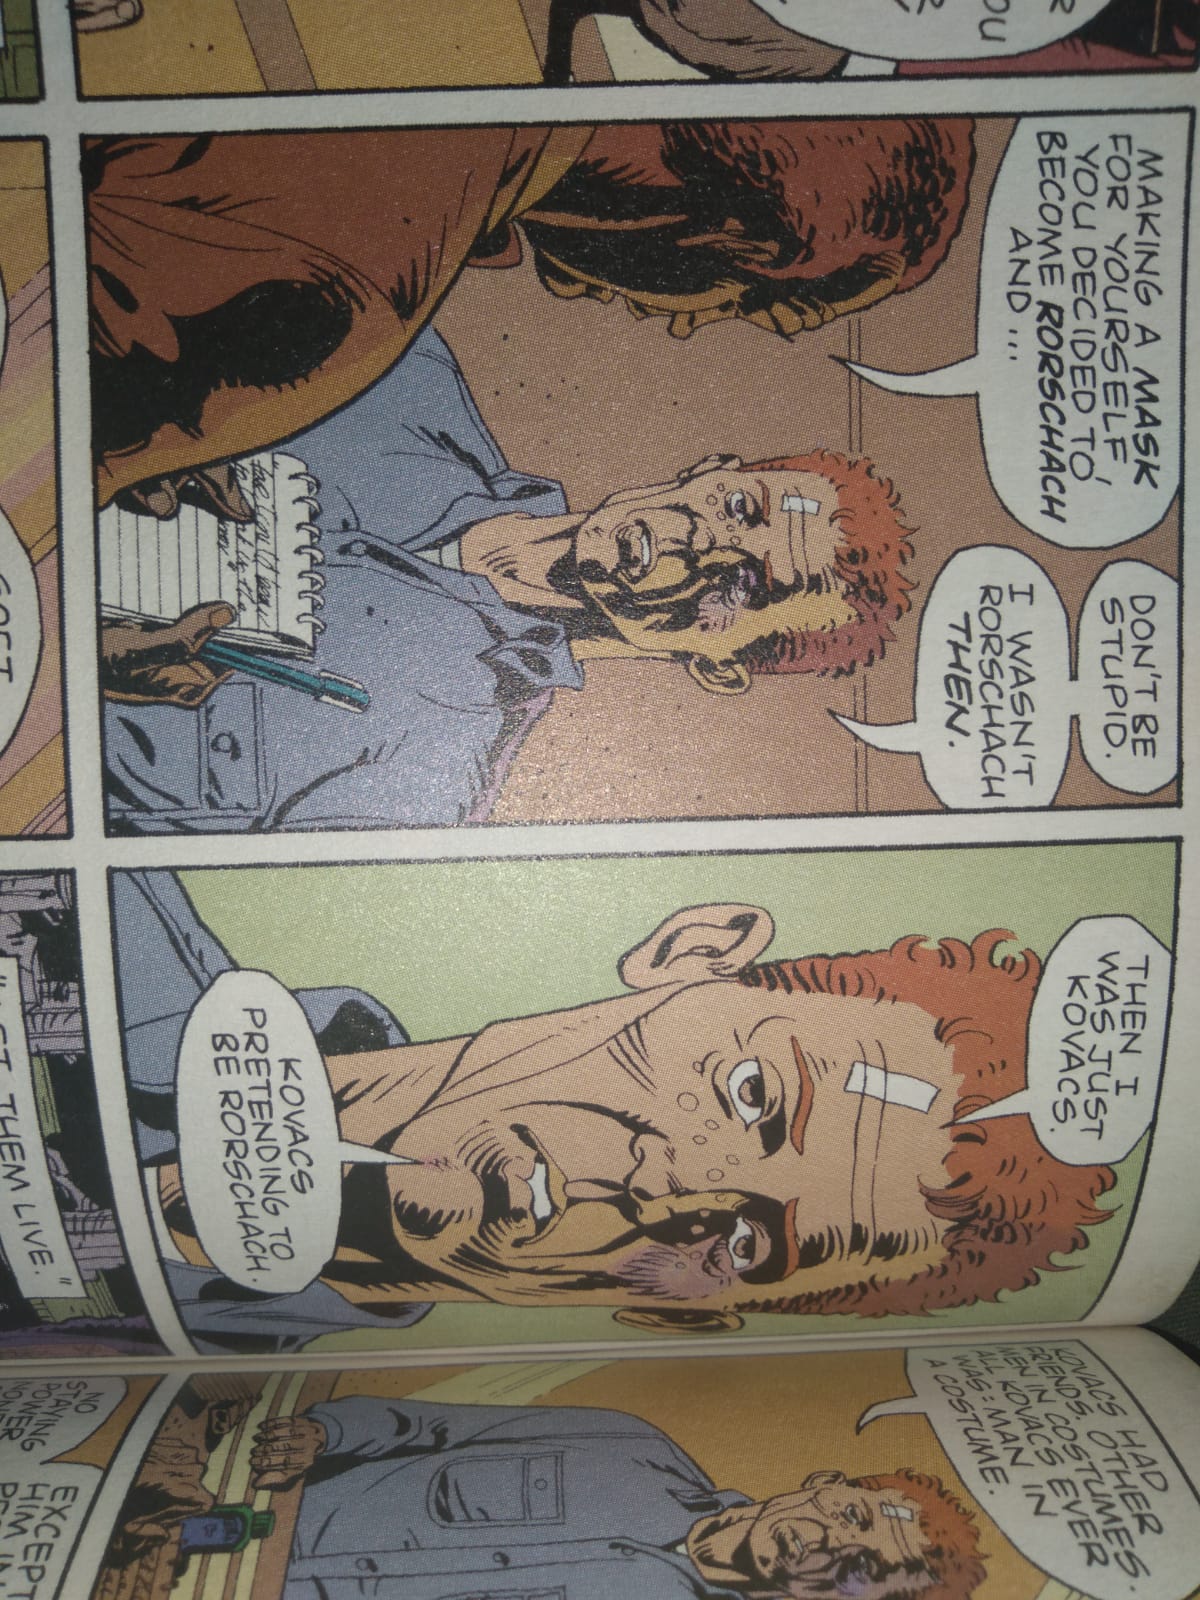 MAKING A MASK
FOR YOURSELF,
YOU DECIDED TO
BECOME RORSCHACH
AND...
DON'T BE
STUPID.
I WASN'T
RORSCHACH
THEN.
THEN I
WAS JUST
KOVACS.
KOVACS
PRETENDING TO
BE RORSCHACH.
KOVACS HAD
FRIENDS. OTHER
MEN IN COSTUMES.
ALL KOVACS EVER
WAS: MAN IN
A COSTUME.
OU
THEM LIVE."
NO
STAYING
POWER
EXCEPT
HIM